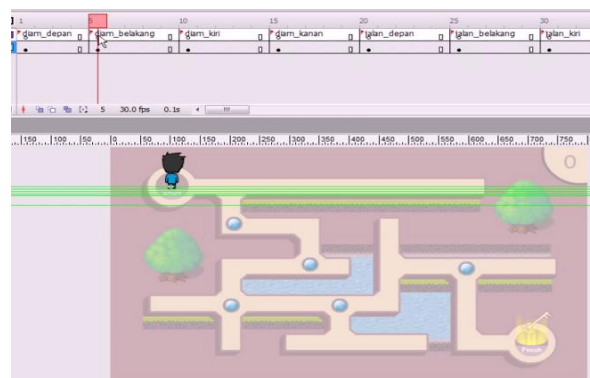 1 5 10 15 20 25 30
diam_depan diam_belakang diam_kiri diam_kanan jalan_depan jalan_belakang jalan_kiri
5 30.0 fps 0.1s
150 100 50 0 50 100 150 200 250 300 350 400 450 500 550 600 650 700 750
0